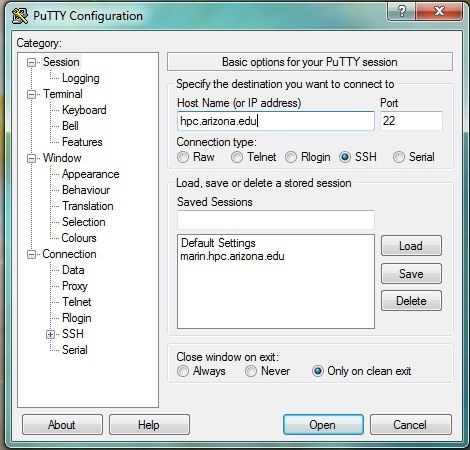 PuTTY Configuration
Category:
Session
Logging
Terminal
Keyboard
Bell
Features
Window
Appearance
Behaviour
Translation
Selection
Colours
Connection
Data
Proxy
Telnet
Rlogin
SSH
Serial
Basic options for your PuTTY session
Specify the destination you want to connect to
Host Name (or IP address) Port
hpc.arizona.edu 22
Connection type:
Raw Telnet Rlogin SSH Serial
Load, save or delete a stored session
Saved Sessions
Default Settings
marin.hpc.arizona.edu
Load
Save
Delete
Close window on exit:
Always Never Only on clean exit
About Help Open Cancel